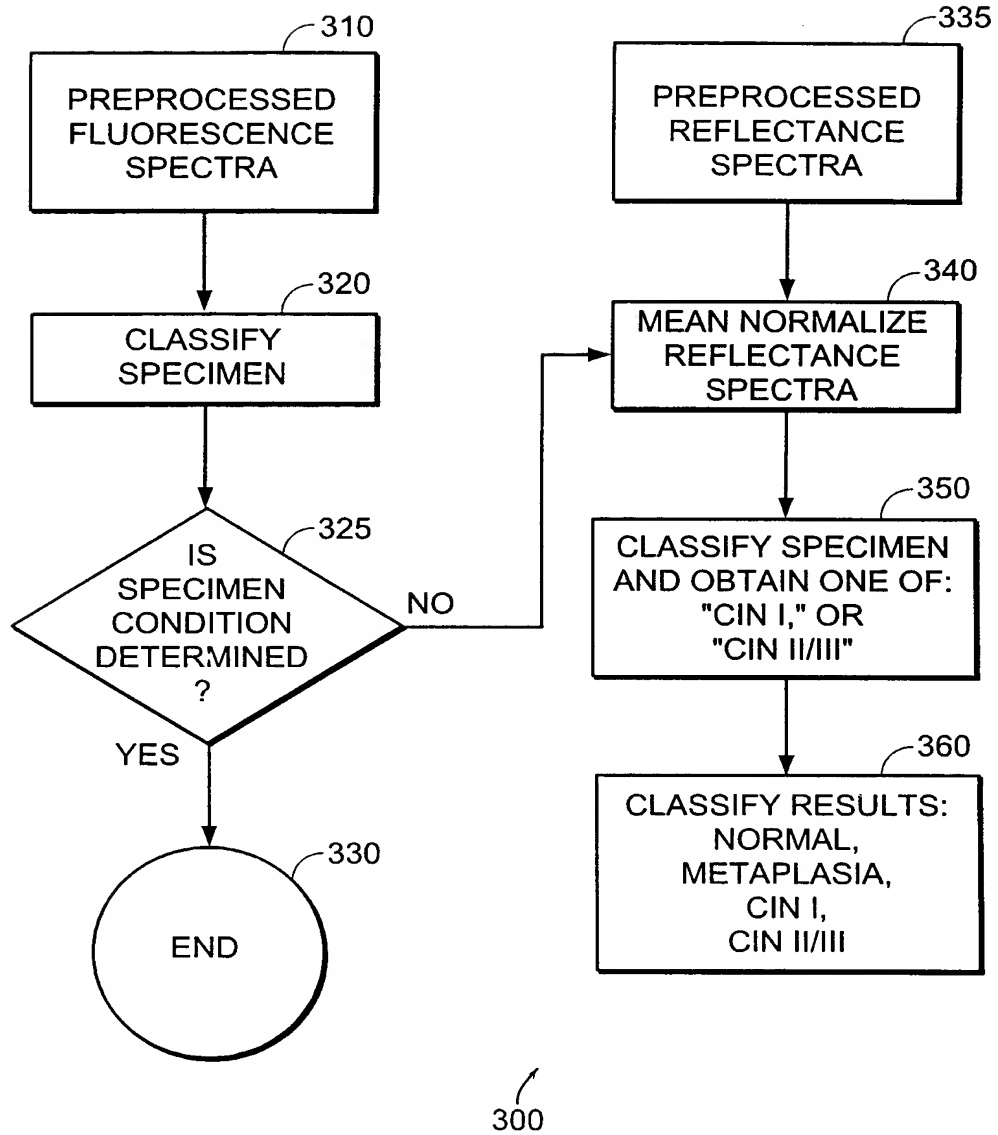 310
PREPROCESSED
FLUORESCENCE
SPECTRA
320
CLASSIFY
SPECIMEN
325
IS
SPECIMEN
CONDITION
DETERMINED
?
NO
YES
330
END
335
PREPROCESSED
REFLECTANCE
SPECTRA
340
MEAN NORMALIZE
REFLECTANCE
SPECTRA
350
CLASSIFY SPECIMEN
AND OBTAIN ONE OF:
"CIN I," OR
"CIN II/III"
360
CLASSIFY RESULTS:
NORMAL,
METAPLASIA,
CIN I,
CIN II/III
300